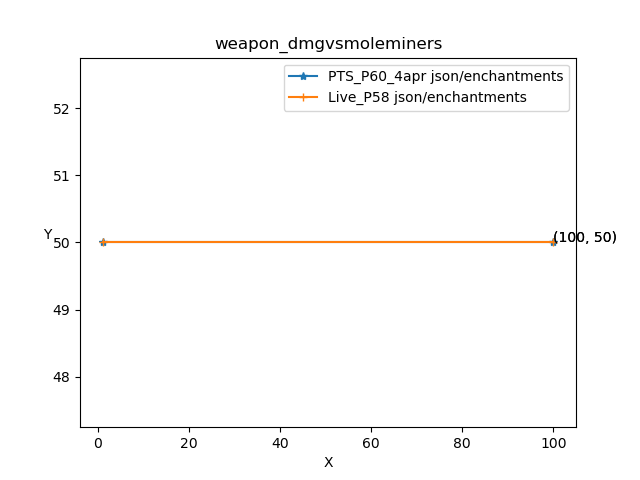 weapon_dmgvsmoleminers
PTS_P60_4apr json/enchantments
Live_P58 json/enchantments
52
51
50
49
48
Y
(100, 50)
0 20 40 60 80 100
X